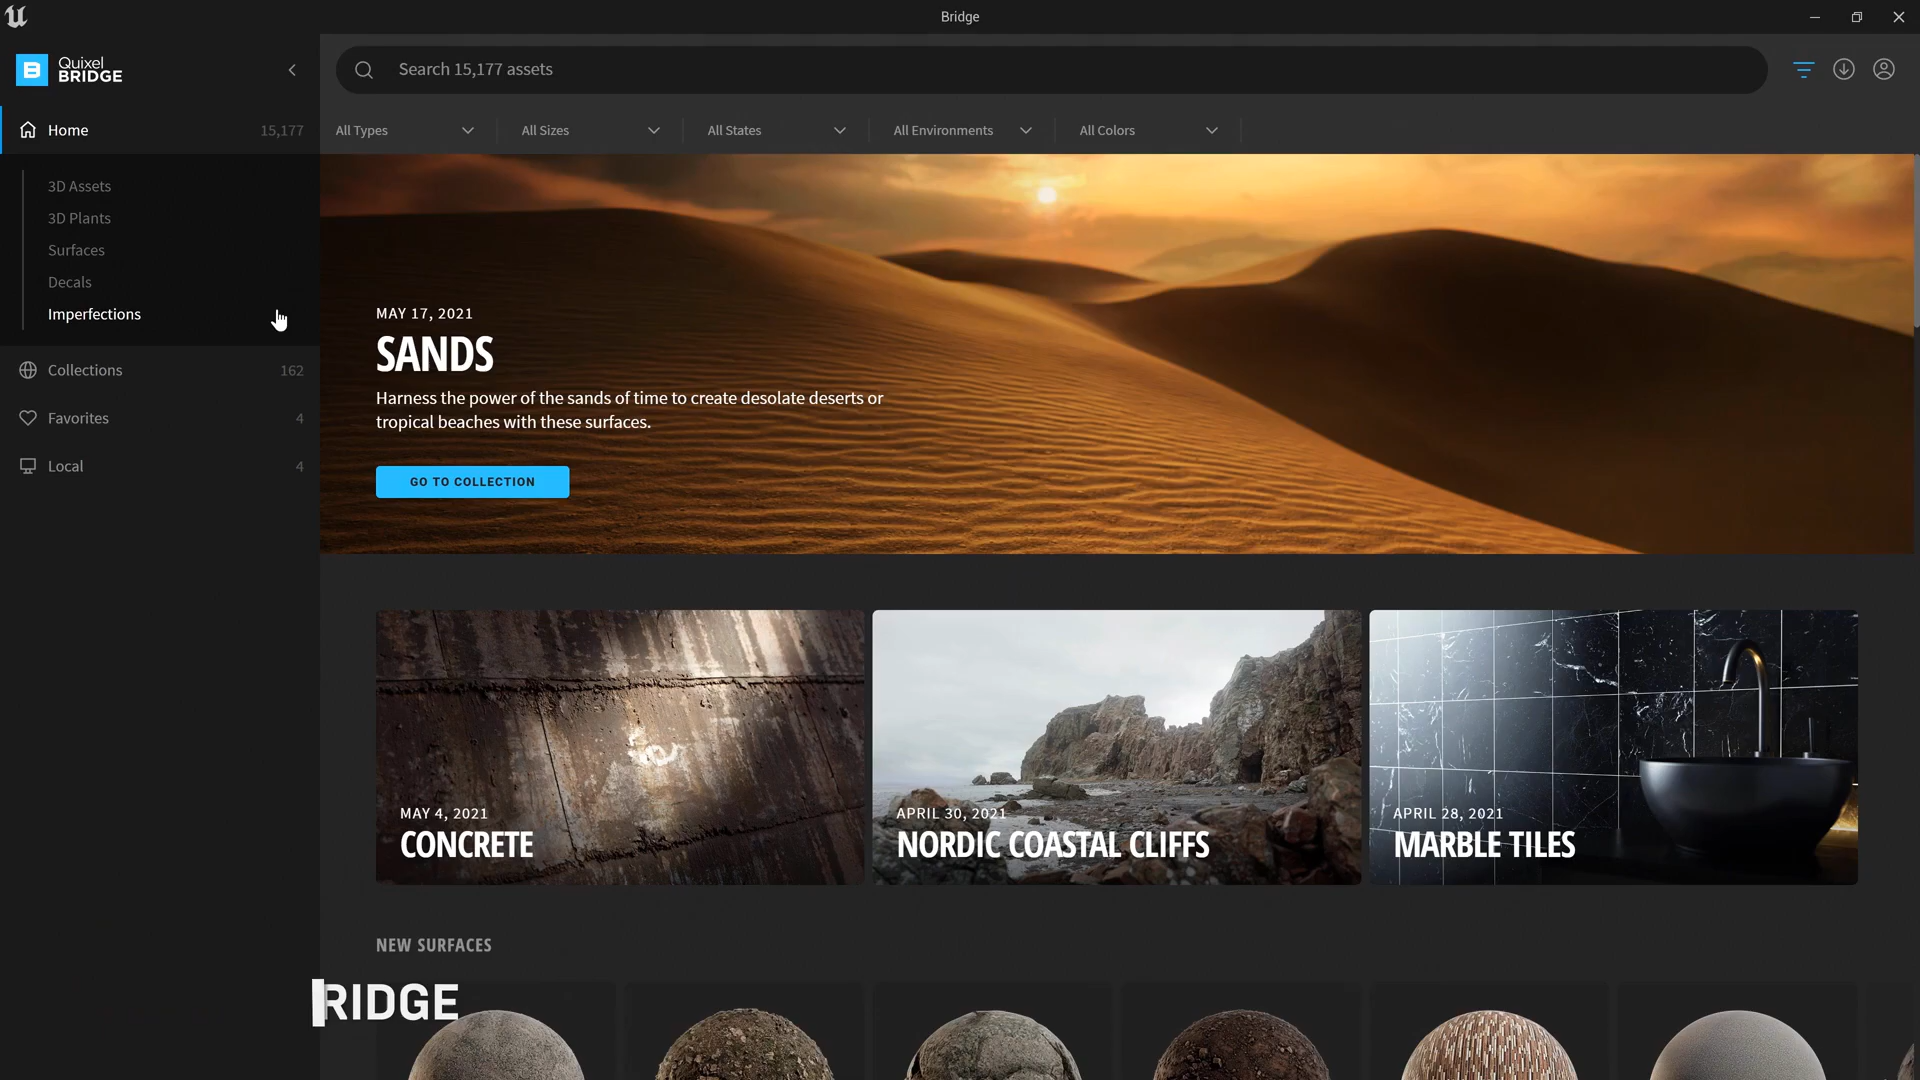 Bridge
Quixel
BRIDGE
Search 15,177 assets
Home 15,177
All Types
All Sizes
All States
All Environments
All Colors
3D Assets
3D Plants
Surfaces
Decals
Imperfections
Collections 162
Favorites 4
Local 4
MAY 17, 2021
SANDS
Harness the power of the sands of time to create desolate deserts or
tropical beaches with these surfaces.
GO TO COLLECTION
MAY 4, 2021
CONCRETE
APRIL 30, 2021
NORDIC COASTAL CLIFFS
APRIL 28, 2021
MARBLE TILES
NEW SURFACES
RIDGE